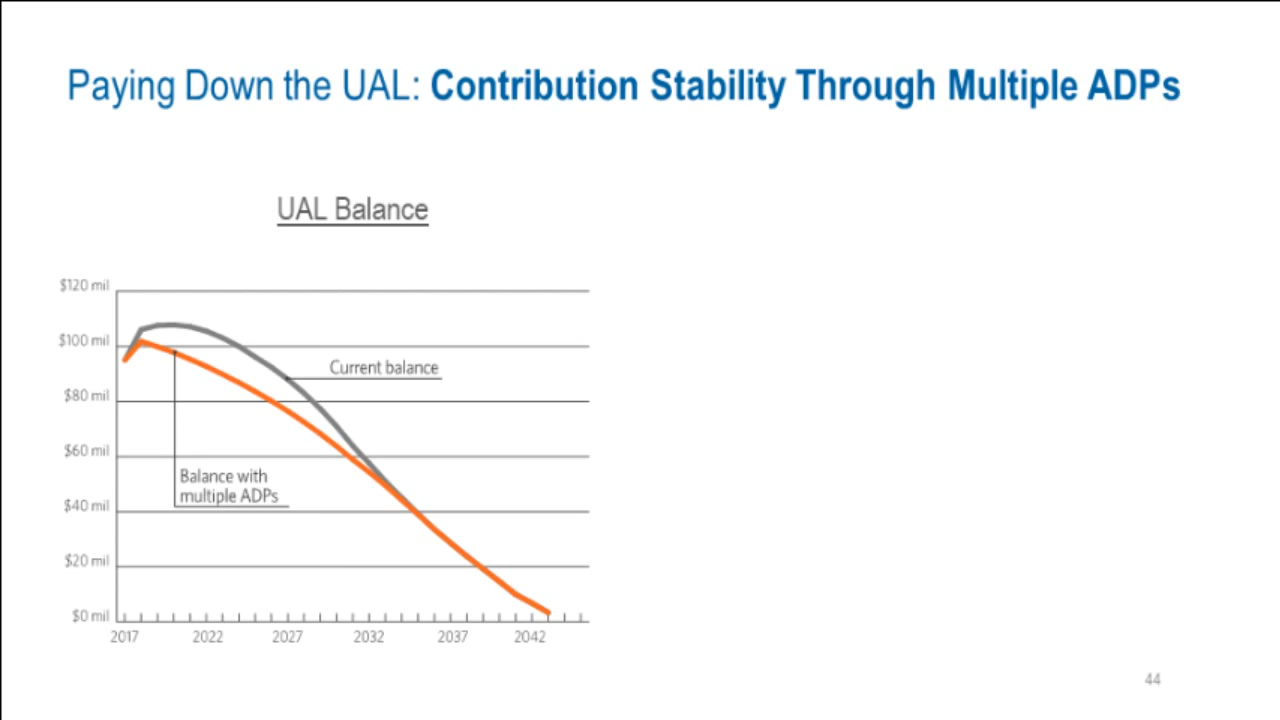 Paying Down the UAL: Contribution Stability Through Multiple ADPs
UAL Balance
$120 mil
$100 mil
Current balance
$80 mil
$60 mil
Balance with
multiple ADPs
$40 mil
$20 mil
$0 mil
2017 2022 2027 2032 2037 2042
44